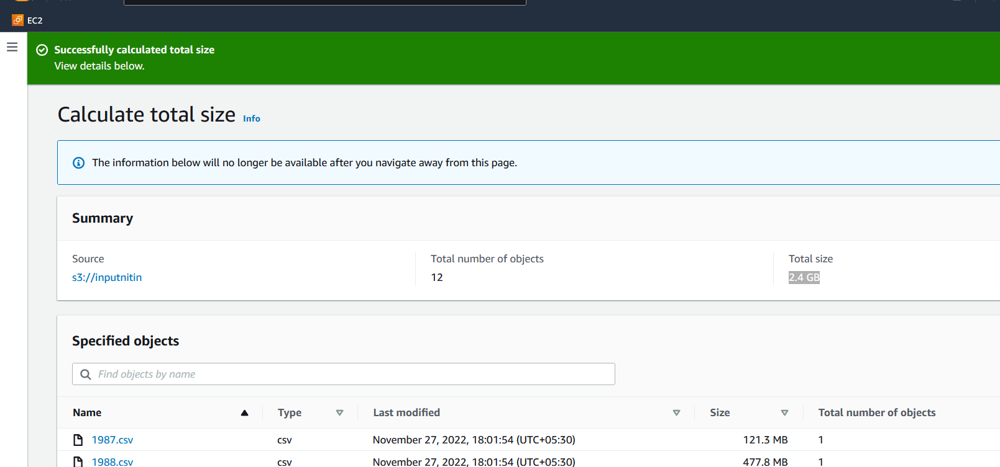 EC2
Successfully calculated total size
View details below.
Calculate total size Info
The information below will no longer be available after you navigate away from this page.
Summary
Source Total number of objects Total size
s3://inputnitin 12 2.4 GB
Specified objects
Find objects by name
Name Type Last modified Size Total number of objects
1987.csv csv November 27, 2022, 18:01:54 (UTC+05:30) 121.3 MB 1
1988.csv csv November 27, 2022, 18:01:54 (UTC+05:30) 477.8 MB 1